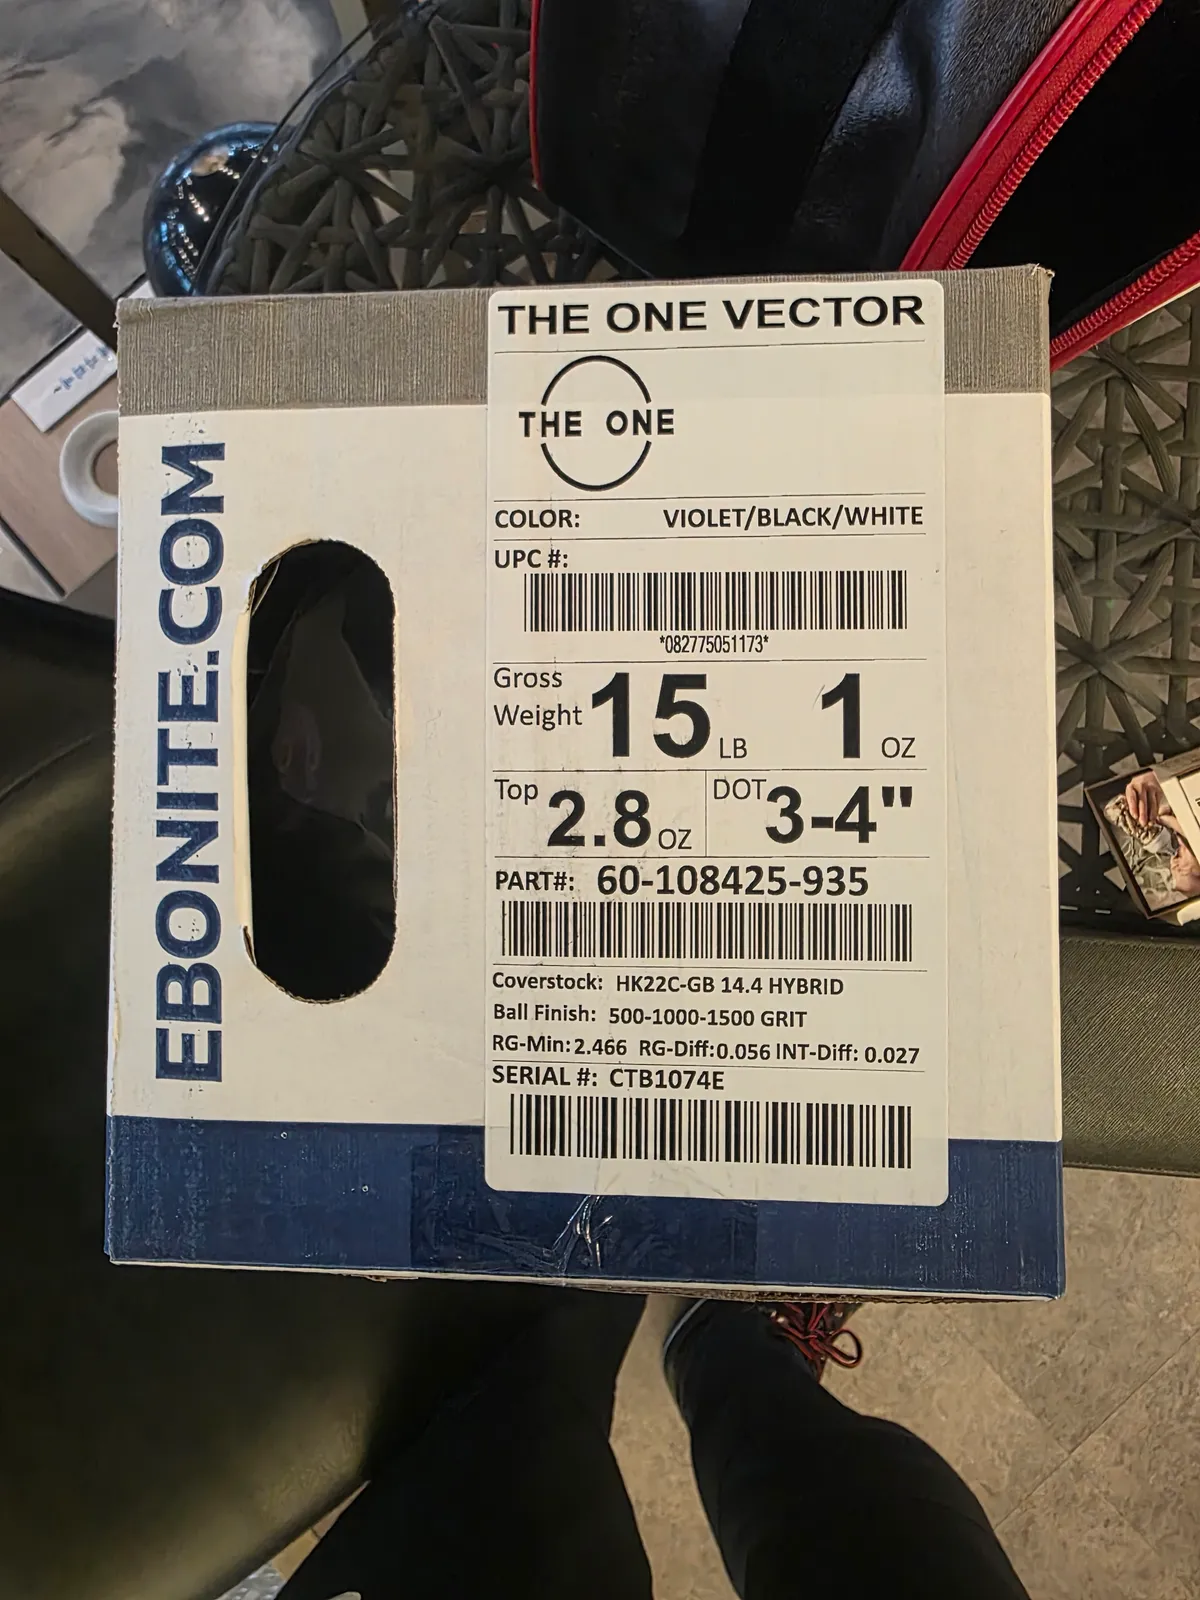 THE ONE VECTOR
THE ONE
COLOR: VIOLET/BLACK/WHITE
UPC #:
*082775051173*
Gross Weight 15 LB 1 OZ
Top 2.8 OZ DOT 3-4"
PART#: 60-108425-935
Coverstock: HK22C-GB 14.4 HYBRID
Ball Finish: 500-1000-1500 GRIT
RG-Min: 2.466 RG-Diff: 0.056 INT-Diff: 0.027
SERIAL #: CTB1074E
EBONITE.COM